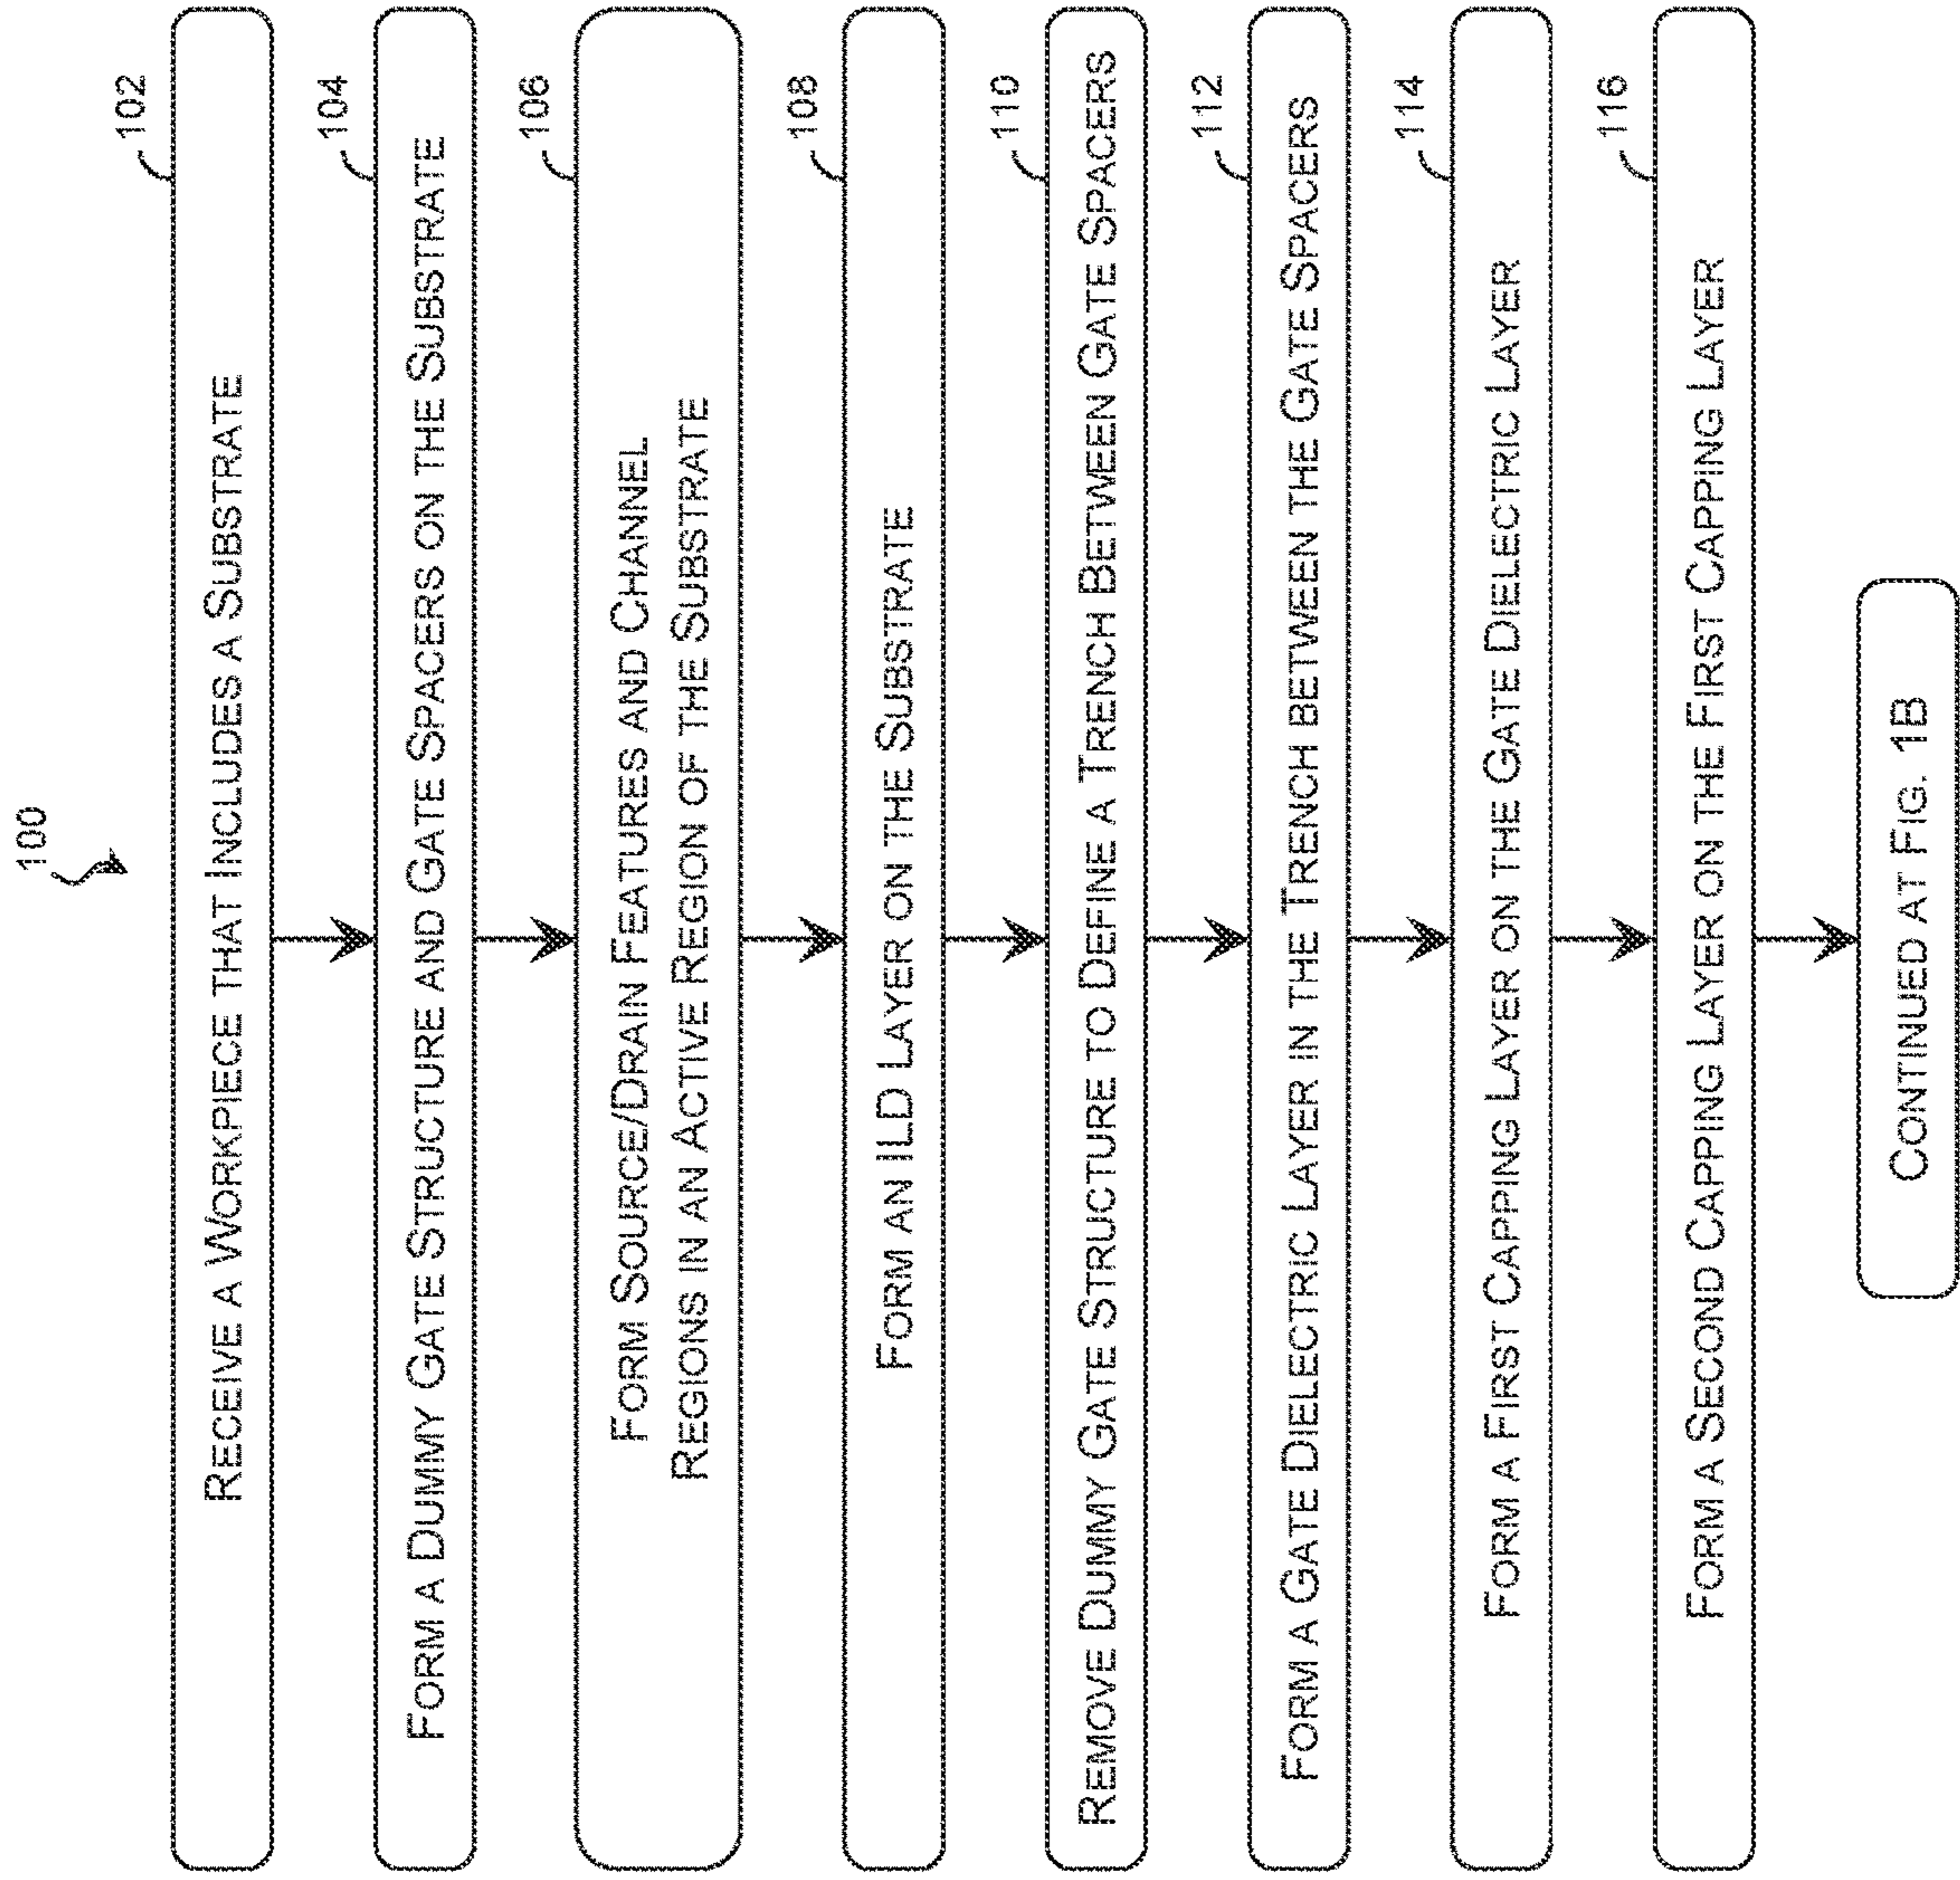 100
102
RECEIVE A WORKPIECE THAT INCLUDES A SUBSTRATE
104
FORM A DUMMY GATE STRUCTURE AND GATE SPACERS ON THE SUBSTRATE
106
FORM SOURCE/DRAIN FEATURES AND CHANNEL
REGIONS IN AN ACTIVE REGION OF THE SUBSTRATE
108
FORM AN ILD LAYER ON THE SUBSTRATE
110
REMOVE DUMMY GATE STRUCTURE TO DEFINE A TRENCH BETWEEN GATE SPACERS
112
FORM A GATE DIELECTRIC LAYER IN THE TRENCH BETWEEN THE GATE SPACERS
114
FORM A FIRST CAPPING LAYER ON THE GATE DIELECTRIC LAYER
116
FORM A SECOND CAPPING LAYER ON THE FIRST CAPPING LAYER
CONTINUED AT FIG. 1B